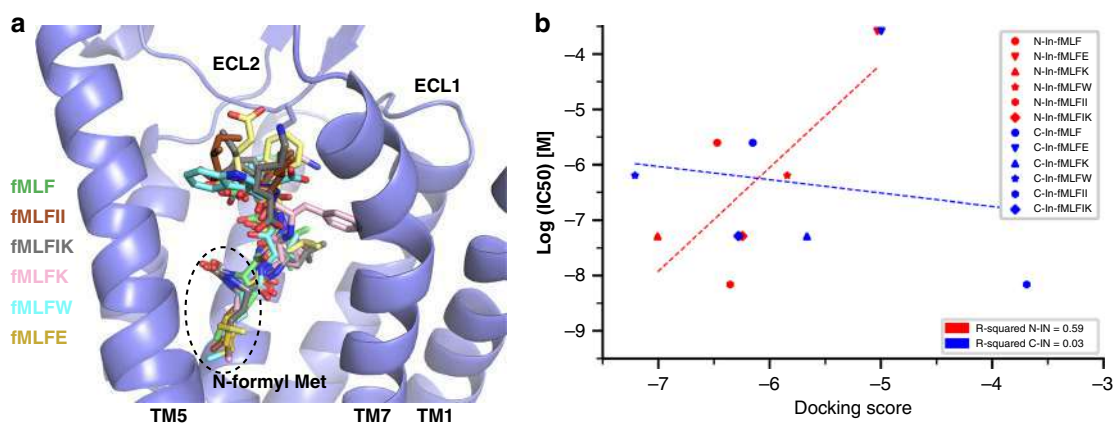 a
ECL2
ECL1
fMLF
fMLFII
fMLFIK
fMLFK
fMLFW
fMLFE
N-formyl Met
TM5
TM7
TM1
b
Log (IC50) [M]
−4
−5
−6
−7
−8
−9
−7
−6
−5
−4
−3
Docking score
N-In-fMLF
N-In-fMLFE
N-In-fMLFK
N-In-fMLFW
N-In-fMLFII
N-In-fMLFIK
C-In-fMLF
C-In-fMLFE
C-In-fMLFK
C-In-fMLFW
C-In-fMLFII
C-In-fMLFIK
R-squared N-IN = 0.59
R-squared C-IN = 0.03